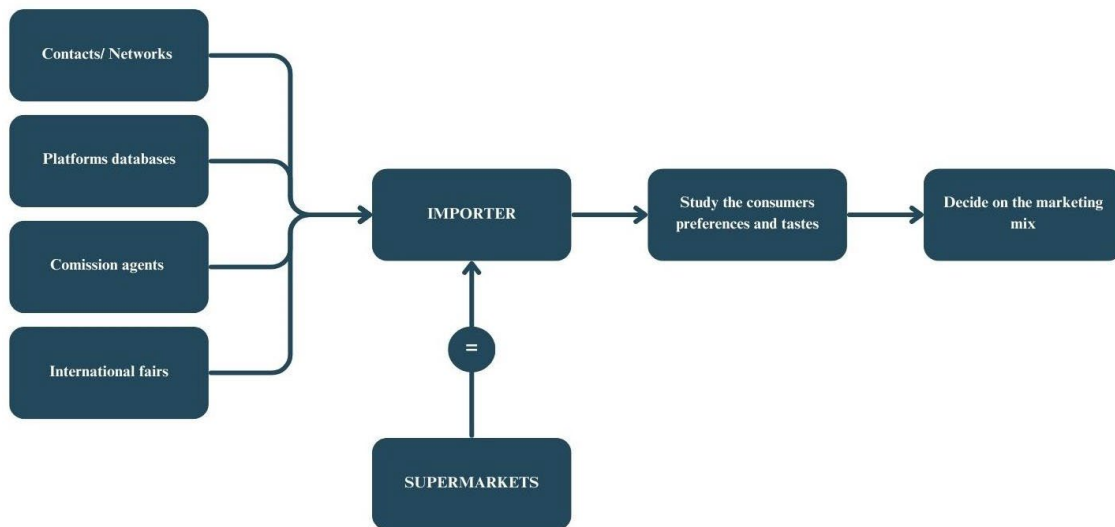 Contacts/ Networks
Platforms databases
Comission agents
International fairs
IMPORTER
=
SUPERMARKETS
Study the consumers
preferences and tastes
Decide on the marketing
mix